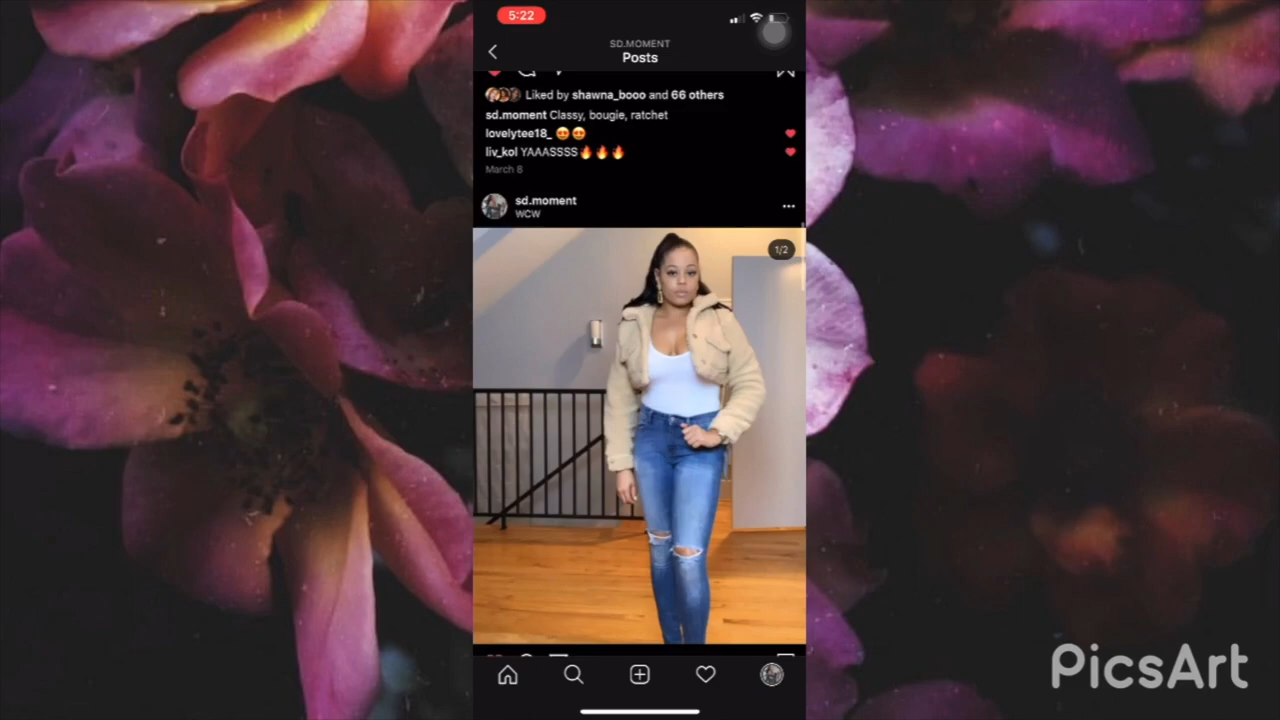 5:22
SD.MOMENT
Posts
Liked by shawna_booo and 66 others
sd.moment Classy, bougie, ratchet
lovelytee18_ 😍😍
liv_kol YAAASSSS🔥🔥🔥
March 8
sd.moment
WCW
1/2
PicsArt